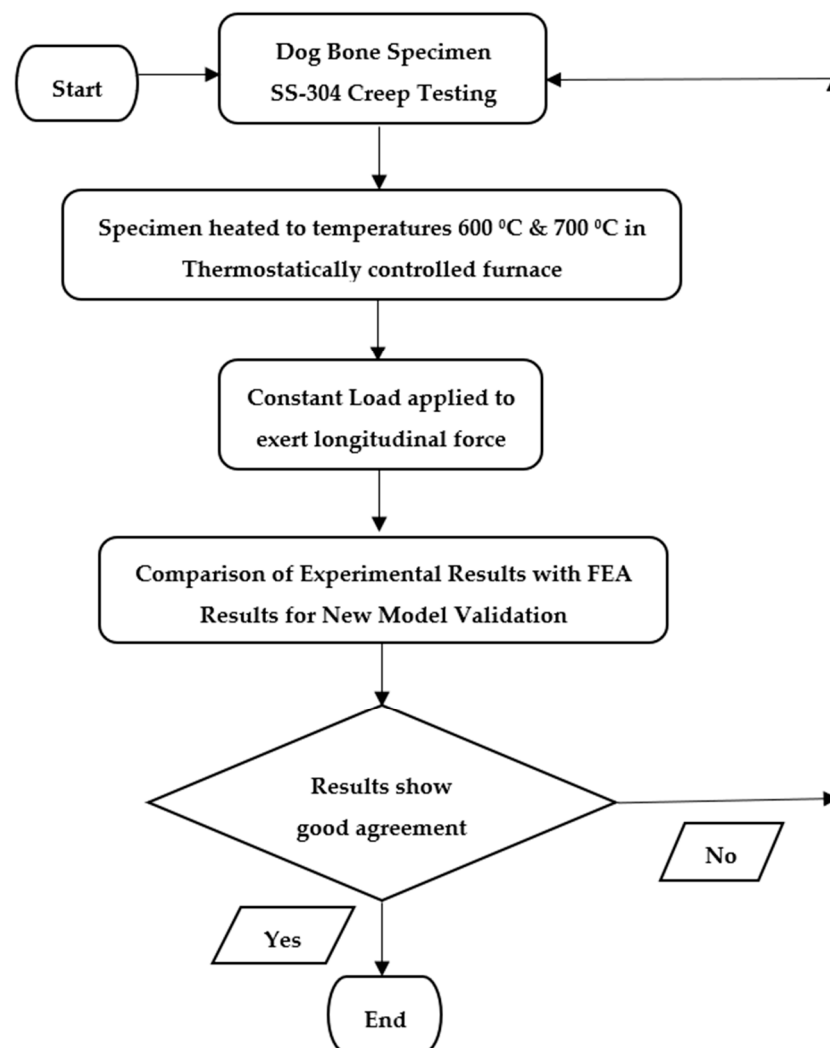 Start
Dog Bone Specimen
SS-304 Creep Testing
Specimen heated to temperatures 600 ⁰C & 700 ⁰C in
Thermostatically controlled furnace
Constant Load applied to
exert longitudinal force
Comparison of Experimental Results with FEA
Results for New Model Validation
Results show
good agreement
No
Yes
End